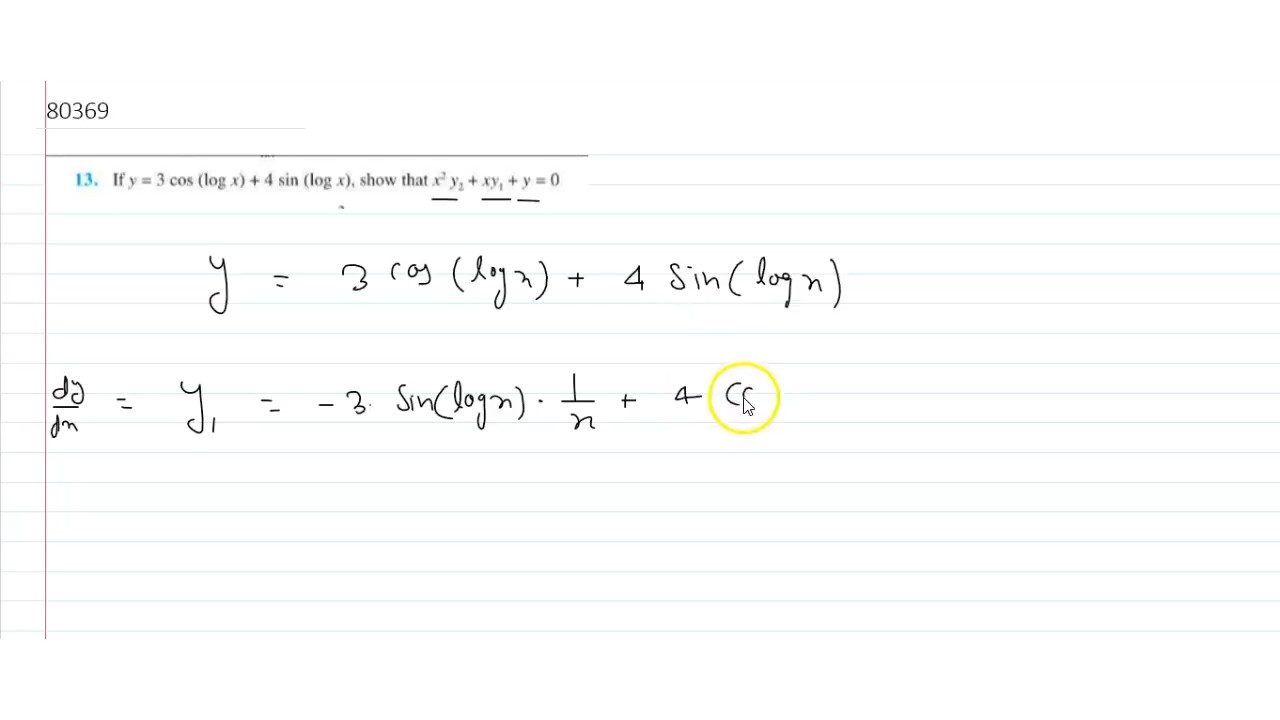 80369
13. If y = 3 cos (log x) + 4 sin (log x), show that x² y₂ + xy₁ + y = 0
y = 3 cos (log x) + 4 Sin (log x)
dy/dx = y₁ = - 3. Sin(log x) · 1/x + 4 Co